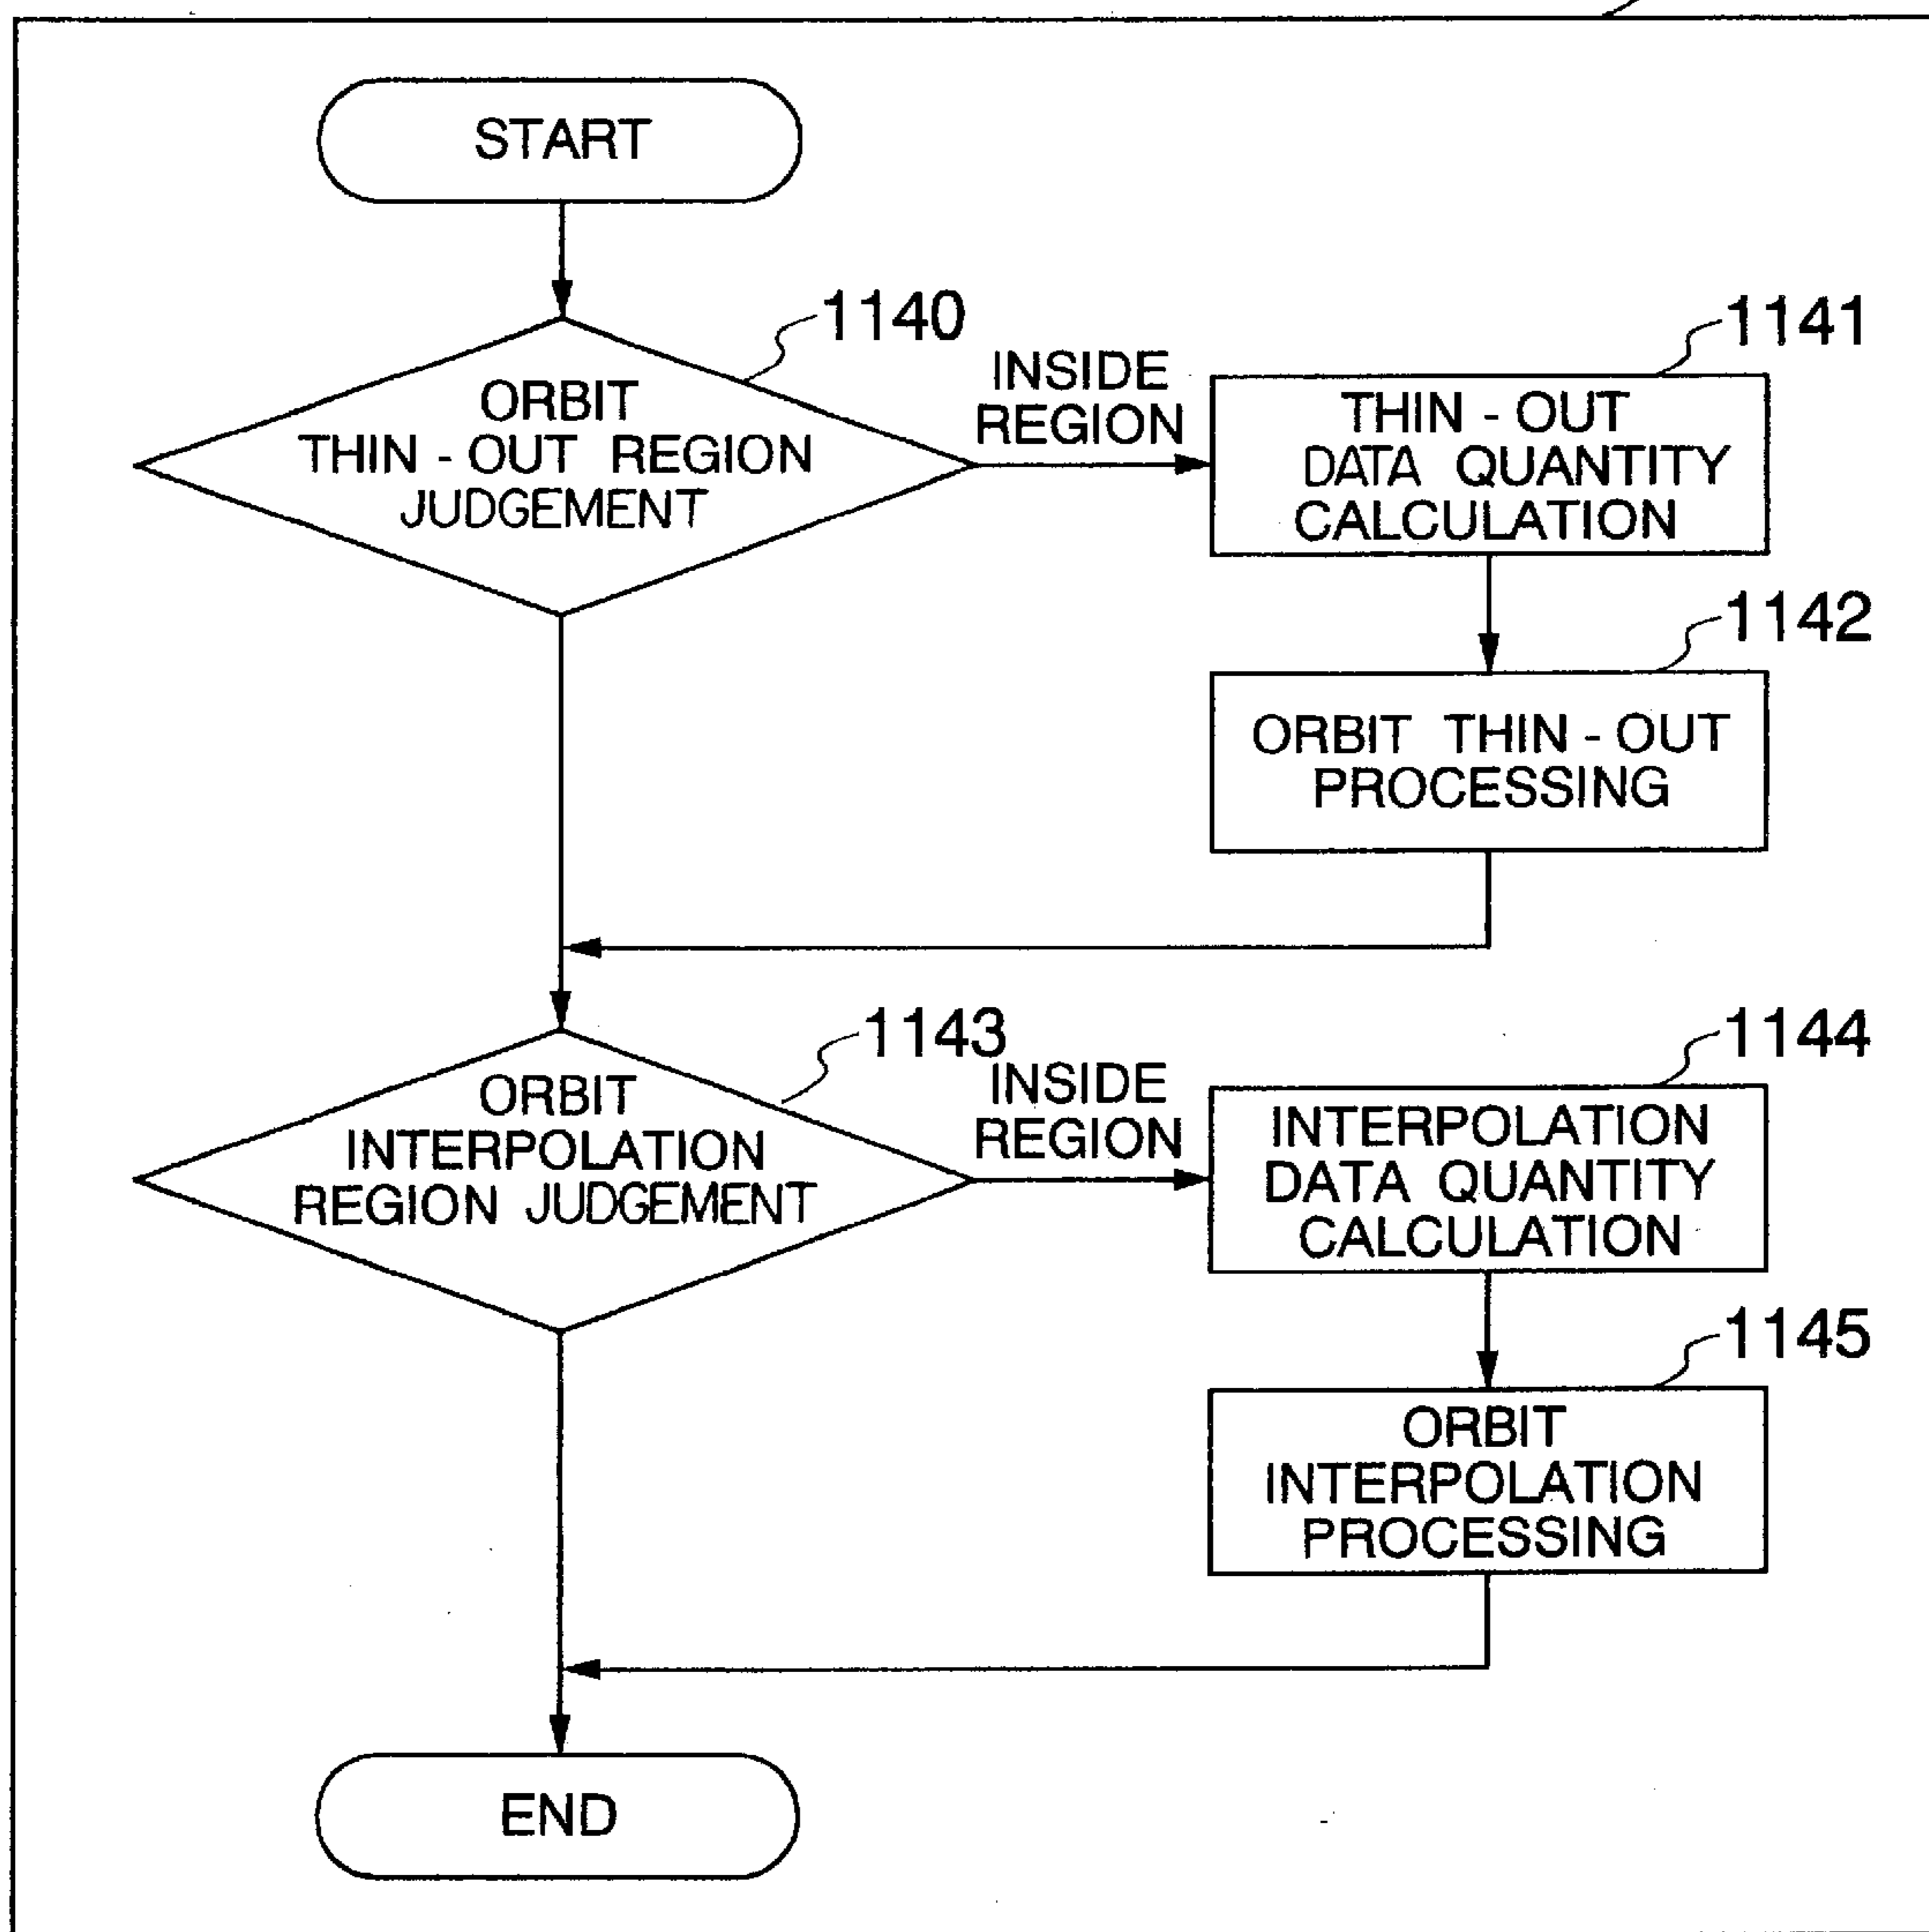 START
1140
ORBIT
THIN - OUT REGION
JUDGEMENT
INSIDE
REGION
1141
THIN - OUT
DATA QUANTITY
CALCULATION
1142
ORBIT THIN - OUT
PROCESSING
1143
ORBIT
INTERPOLATION
REGION JUDGEMENT
INSIDE
REGION
1144
INTERPOLATION
DATA QUANTITY
CALCULATION
1145
ORBIT
INTERPOLATION
PROCESSING
END